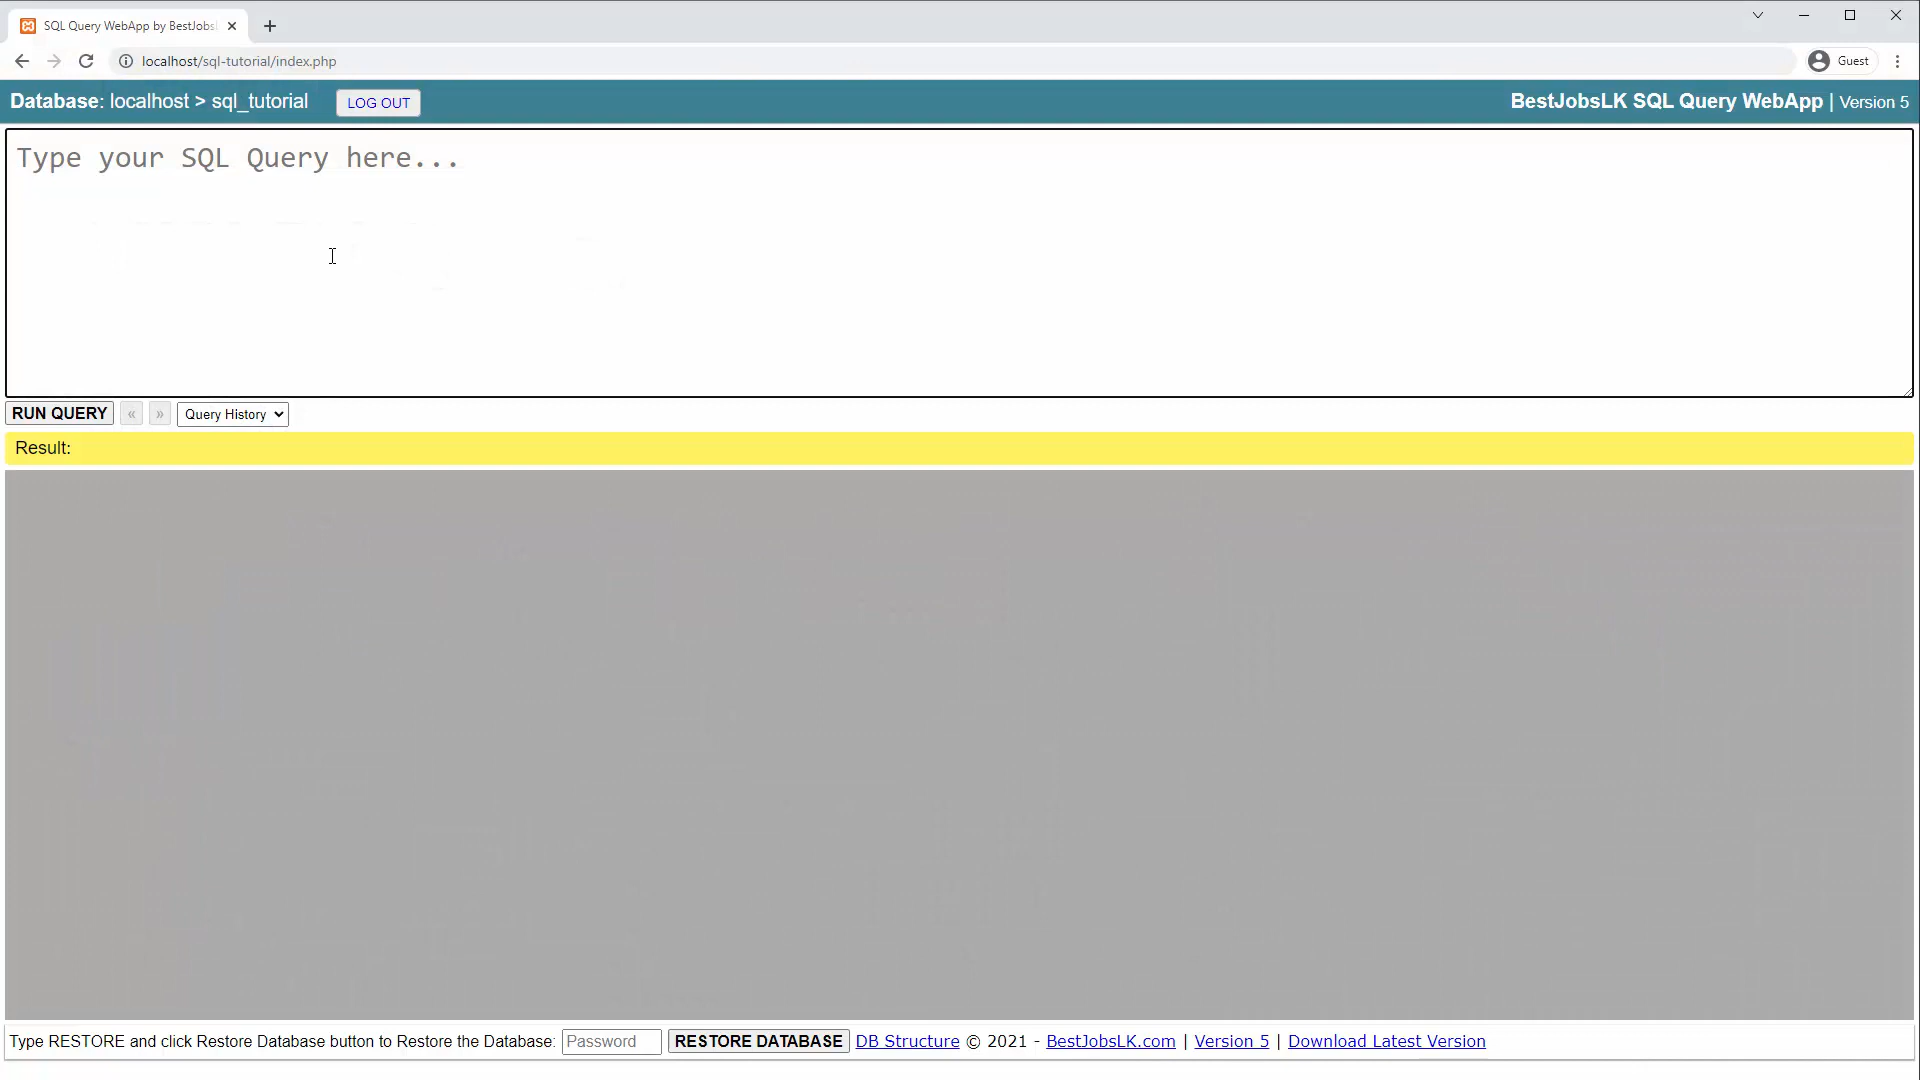 SQL Query WebApp by BestJobs
localhost/sql-tutorial/index.php
Guest
Database: localhost > sql_tutorial
LOG OUT
BestJobsLK SQL Query WebApp | Version 5
Type your SQL Query here...
RUN QUERY « » Query History
Result:
Type RESTORE and click Restore Database button to Restore the Database: Password RESTORE DATABASE DB Structure © 2021 - BestJobsLK.com | Version 5 | Download Latest Version